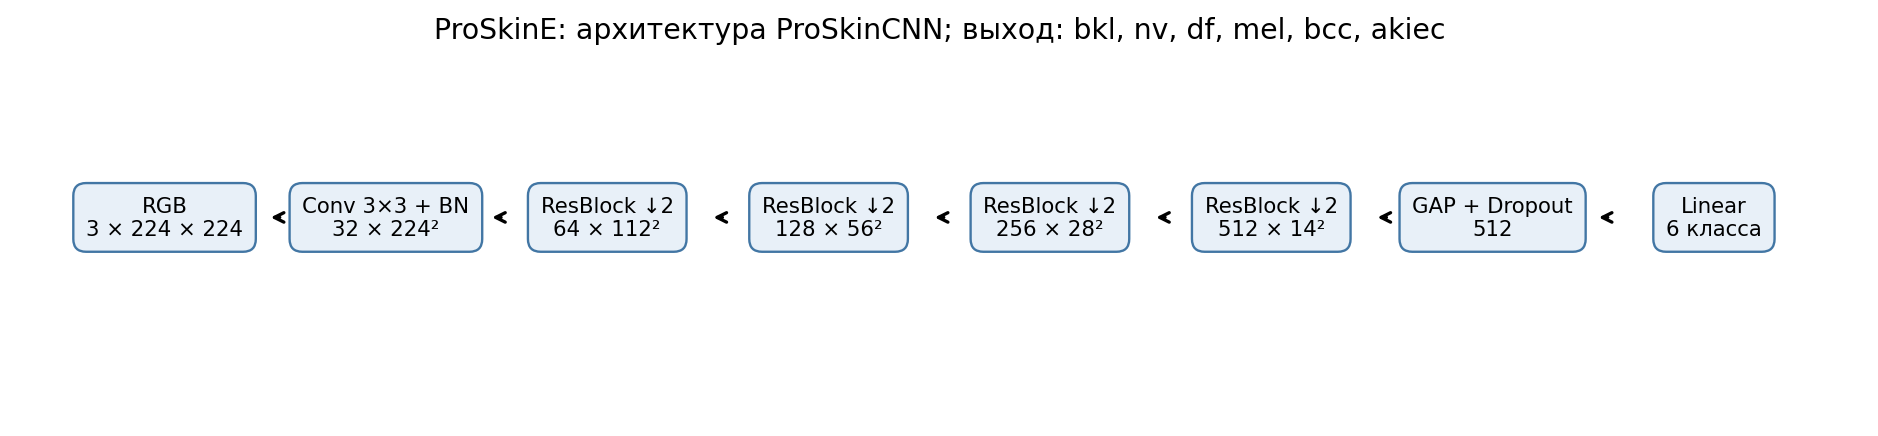 ProSkinE: архитектура ProSkinCNN; выход: bkl, nv, df, mel, bcc, akiec
RGB
3 × 224 × 224
Conv 3×3 + BN
32 × 224²
ResBlock ↓2
64 × 112²
ResBlock ↓2
128 × 56²
ResBlock ↓2
256 × 28²
ResBlock ↓2
512 × 14²
GAP + Dropout
512
Linear
6 класса